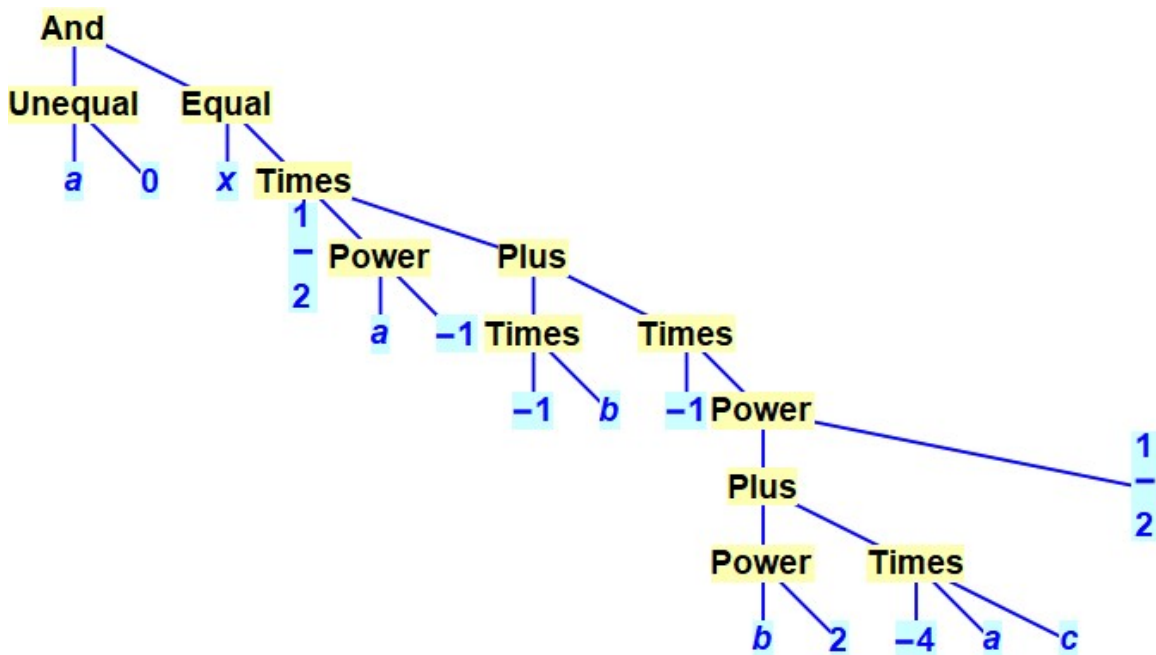 And
Unequal Equal
a 0 x Times
1
–
2
Power Plus
a −1 Times Times
−1 b −1 Power
1
–
2
Plus
Power Times
b 2 −4 a c